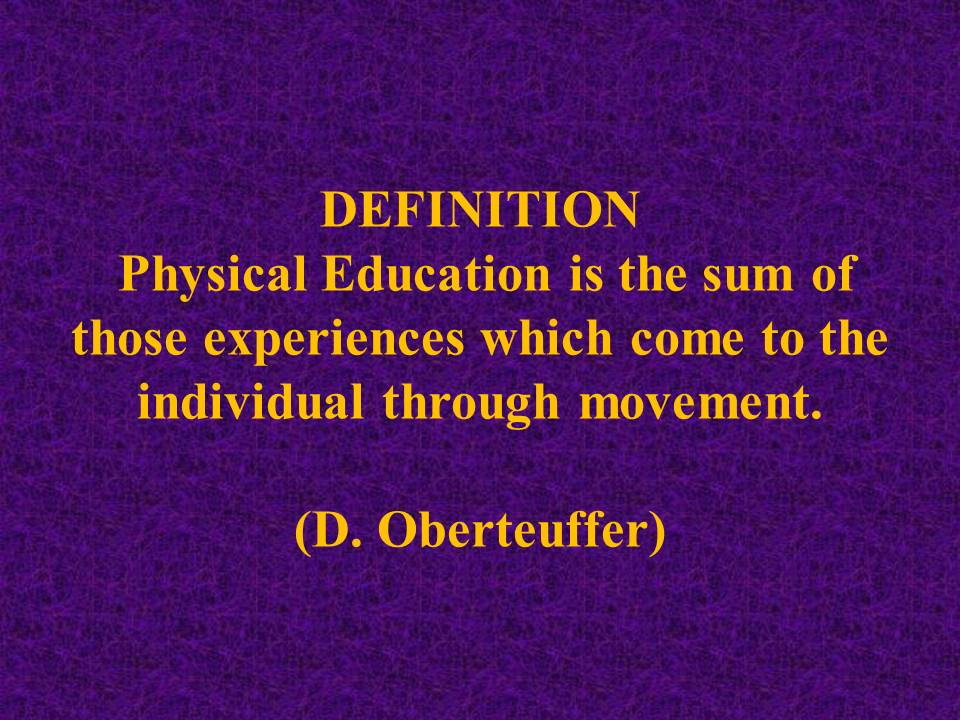 DEFINITION
Physical Education is the sum of
those experiences which come to the
individual through movement.
(D. Oberteuffer)